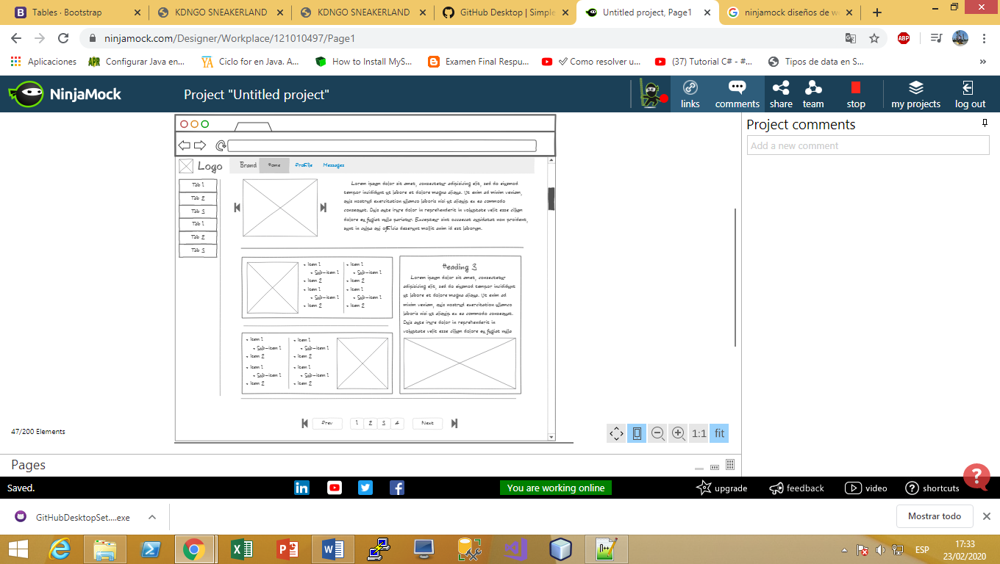 Tables · Bootstrap
KDNGO SNEAKERLAND
KDNGO SNEAKERLAND
GitHub Desktop | Simple
Untitled project, Page1
ninjamock diseños de w
ninjamock.com/Designer/Workplace/121010497/Page1
ABP
Aplicaciones
APR
Configurar Java en...
YA
Ciclo for en Java. A...
How to Install MyS...
Examen Final Respu...
Como resolver u...
(37) Tutorial C# - #...
Tipos de data en S...
NinjaMock
Project "Untitled project"
links
comments
share
team
stop
my projects
log out
Project comments
Add a new comment
Logo
Brand
Home
Profile
Messages
Tab 1
Tab 2
Tab 3
Tab 1
Tab 2
Tab 3
Lorem ipsum dolor sit amet, consectetur adipisicing elit, sed do eiusmod
tempor incididunt ut labore et dolore magna aliqua. Ut enim ad minim veniam,
quis nostrud exercitation ullamco laboris nisi ut aliquip ex ea commodo
consequat. Duis aute irure dolor in reprehenderit in voluptate velit esse cillum
dolore eu fugiat nulla pariatur. Excepteur sint occaecat cupidatat non proident,
sunt in culpa qui officia deserunt mollit anim id est laborum.
Item 1
Sub-item 1
Item 2
Item 1
Sub-item 1
Item 2
Item 1
Sub-item 1
Item 2
Item 1
Sub-item 1
Item 2
Heading 3
Lorem ipsum dolor sit amet, consectetur
adipisicing elit, sed do eiusmod tempor incididunt
ut labore et dolore magna aliqua. Ut enim ad
minim veniam, quis nostrud exercitation ullamco
laboris nisi ut aliquip ex ea commodo consequat.
Duis aute irure dolor in reprehenderit in
voluptate velit esse cillum dolore eu fugiat nulla
Item 1
Sub-item 1
Item 2
Item 1
Sub-item 1
Item 2
Item 1
Sub-item 1
Item 2
Item 1
Sub-item 1
Item 2
Prev
1
2
3
4
Next
47/200 Elements
1:1
fit
Pages
Saved.
You are working online
upgrade
feedback
video
shortcuts
GitHubDesktopSet....exe
Mostrar todo
ESP
17:33
23/02/2020